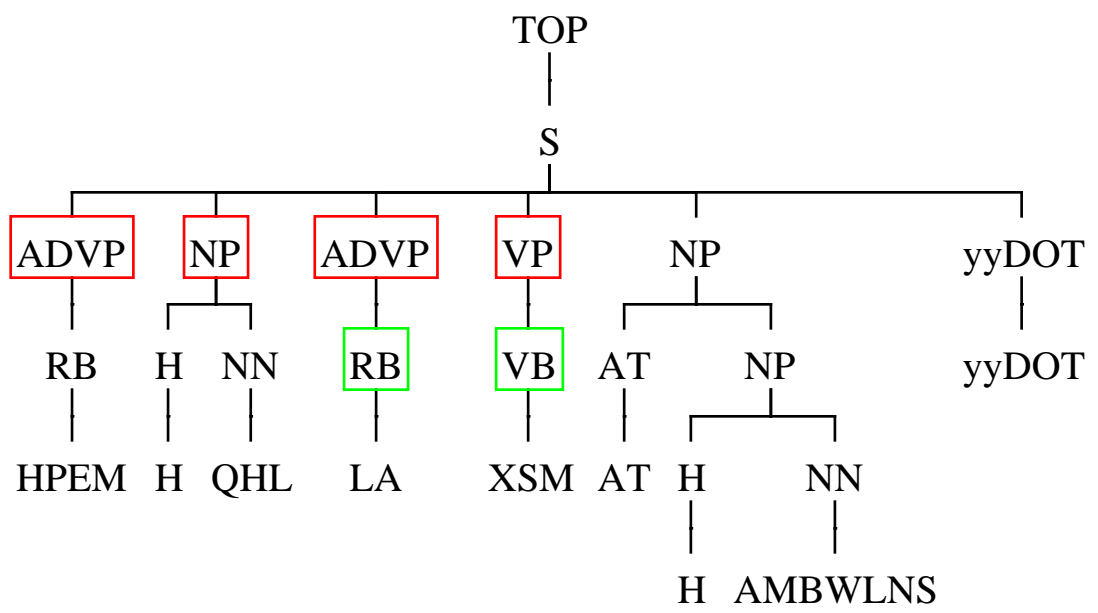 TOP
S
ADVP NP ADVP VP NP yyDOT
RB H NN RB VB AT NP yyDOT
HPEM H QHL LA XSM AT H NN
H AMBWLNS